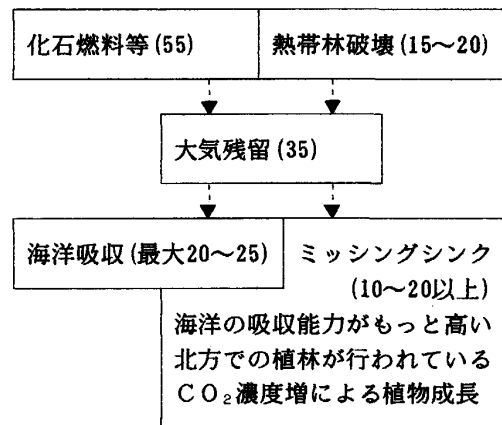 化石燃料等(55)
熱帯林破壊(15〜20)
大気残留(35)
海洋吸収(最大20〜25)
ミッシングシンク
(10〜20以上)
海洋の吸収能力がもっと高い
北方での植林が行われている
CO₂濃度増による植物成長